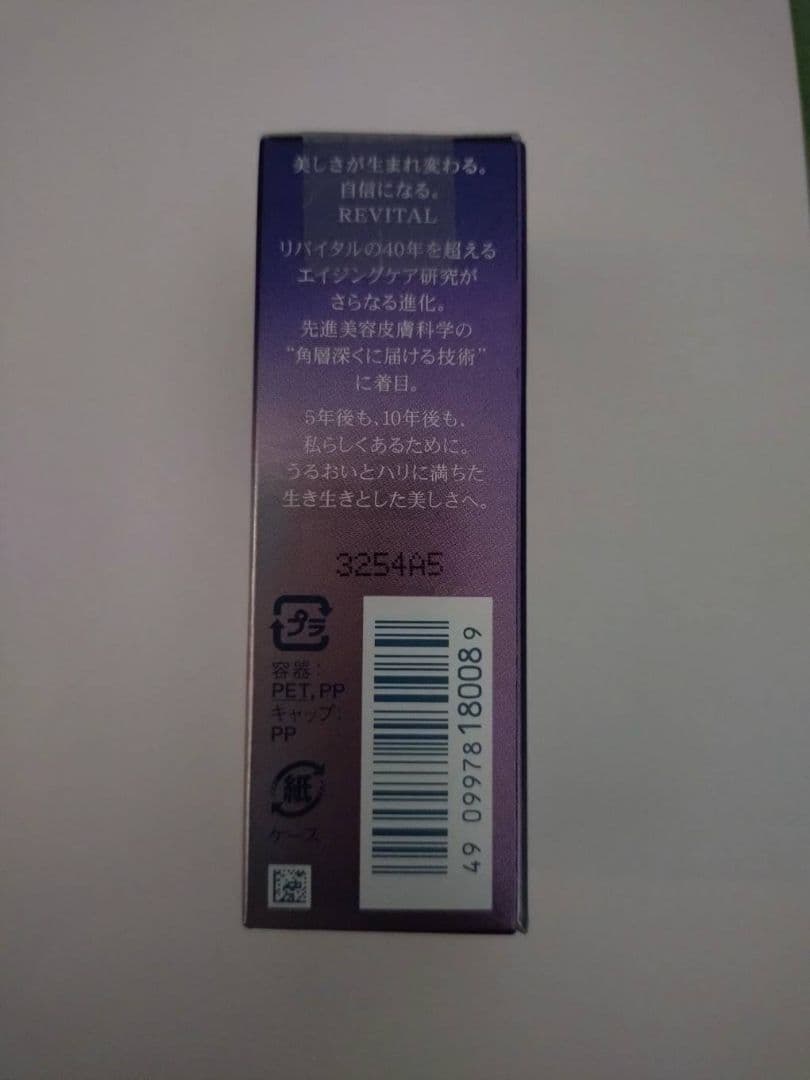 美しさが生まれ変わる。
自信になる。
REVITAL
リバイタルの40年を超える
エイジングケア研究が
さらなる進化。
先進美容皮膚科学の
“角層深くに届ける技術”
に着目。
5年後も、10年後も、
私らしくあるために。
うるおいとハリに満ちた
生き生きとした美しさへ。
3254A5
プラ
容器：
PET,PP
キャップ：
PP
紙
ケース
4909978180089